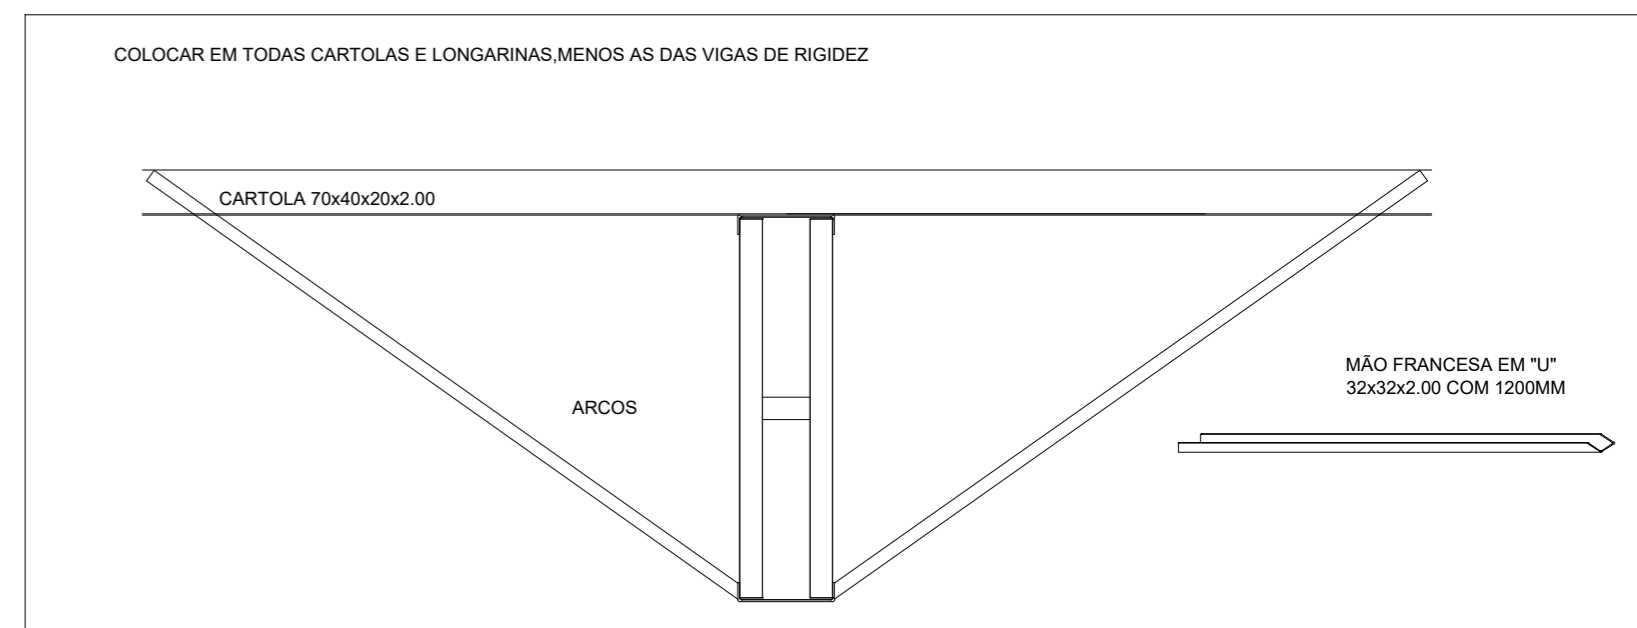 COLOCAR EM TODAS CARTOLAS E LONGARINAS,MENOS AS DAS VIGAS DE RIGIDEZ
CARTOLA 70x40x20x2.00
MÃO FRANCESA EM "U"
32x32x2.00 COM 1200MM
ARCOS